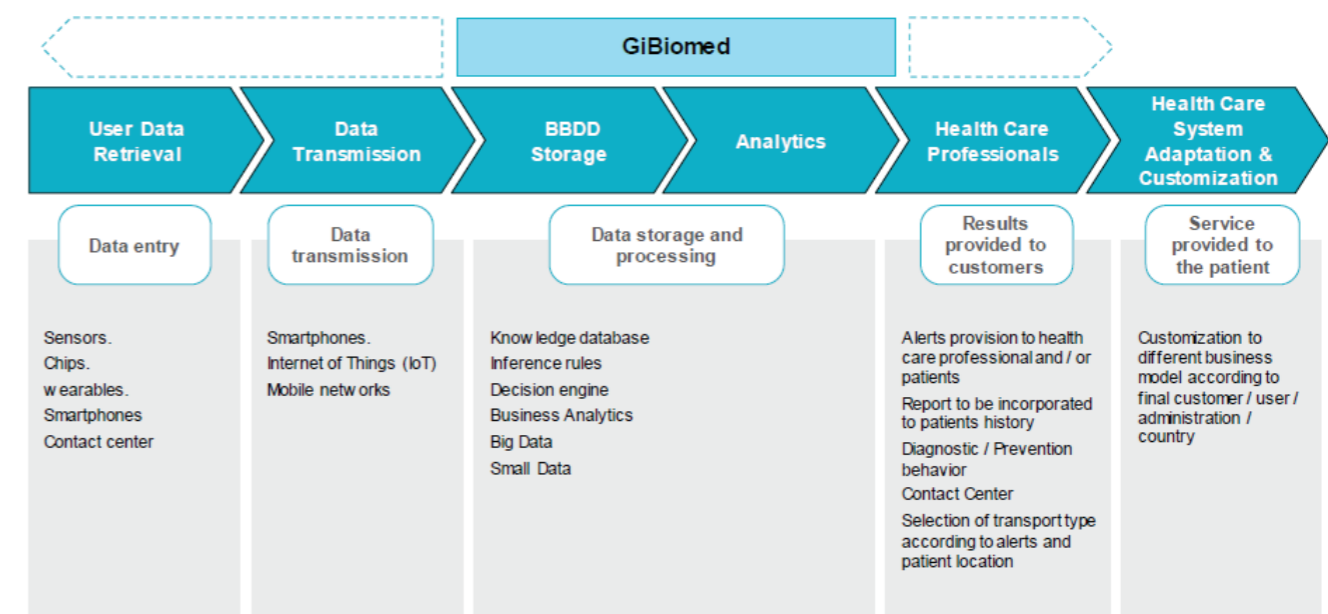 GiBiomed
User Data
Retrieval
Data
Transmission
BBDD
Storage
Analytics
Health Care
Professionals
Health Care
System
Adaptation &
Customization
Data entry
Data
transmission
Data storage and
processing
Results
provided to
customers
Service
provided to
the patient
Sensors.
Chips.
wearables.
Smartphones
Contact center
Smartphones.
Internet of Things (IoT)
Mobile networks
Knowledge database
Inference rules
Decision engine
Business Analytics
Big Data
Small Data
Alerts provision to health
care professional and / or
patients
Report to be incorporated
to patients history
Diagnostic / Prevention
behavior
Contact Center
Selection of transport type
according to alerts and
patient location
Customization to
different business
model according to
final customer / user /
administration /
country